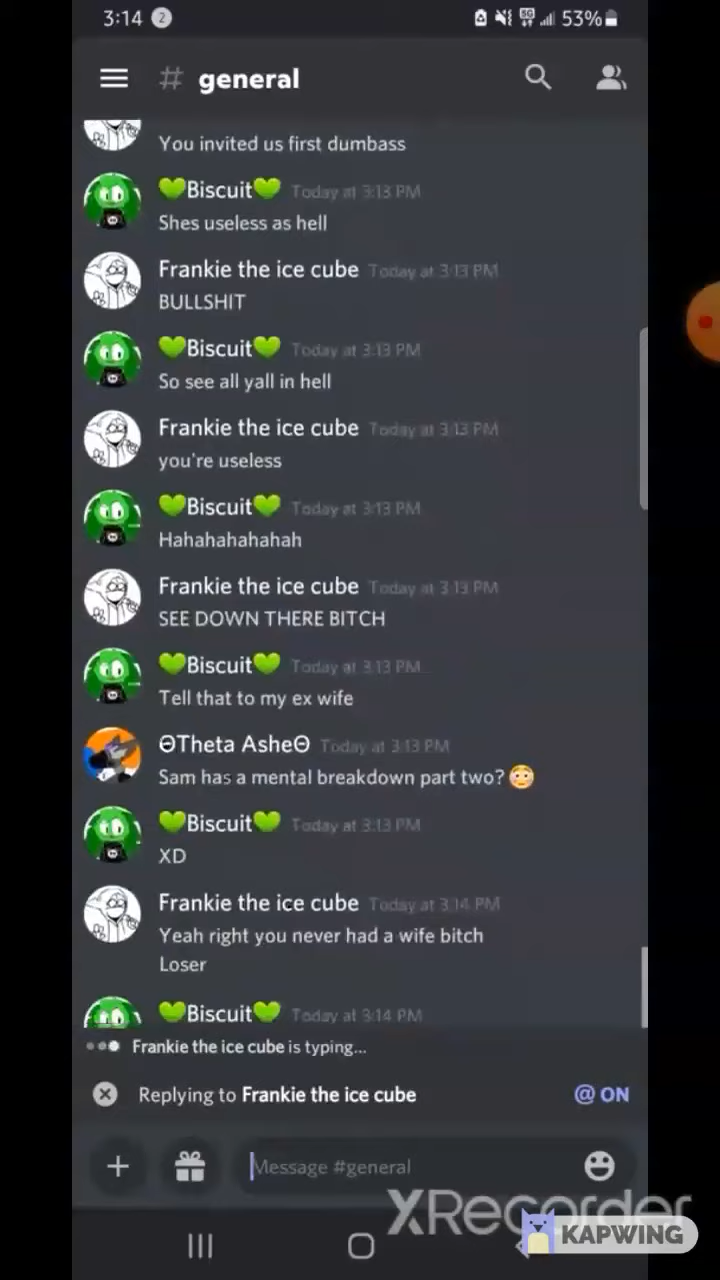 3:14 2 5G 53%
# general
You invited us first dumbass
💚Biscuit💚 Today at 3:13 PM
Shes useless as hell
Frankie the ice cube Today at 3:13 PM
BULLSHIT
💚Biscuit💚 Today at 3:13 PM
So see all yall in hell
Frankie the ice cube Today at 3:13 PM
you're useless
💚Biscuit💚 Today at 3:13 PM
Hahahahahahah
Frankie the ice cube Today at 3:13 PM
SEE DOWN THERE BITCH
💚Biscuit💚 Today at 3:13 PM
Tell that to my ex wife
ΘTheta AsheΘ Today at 3:13 PM
Sam has a mental breakdown part two? 😳
💚Biscuit💚 Today at 3:13 PM
XD
Frankie the ice cube Today at 3:14 PM
Yeah right you never had a wife bitch
Loser
💚Biscuit💚 Today at 3:14 PM
Frankie the ice cube is typing...
Replying to Frankie the ice cube @ ON
Message #general
XRecorder
KAPWING